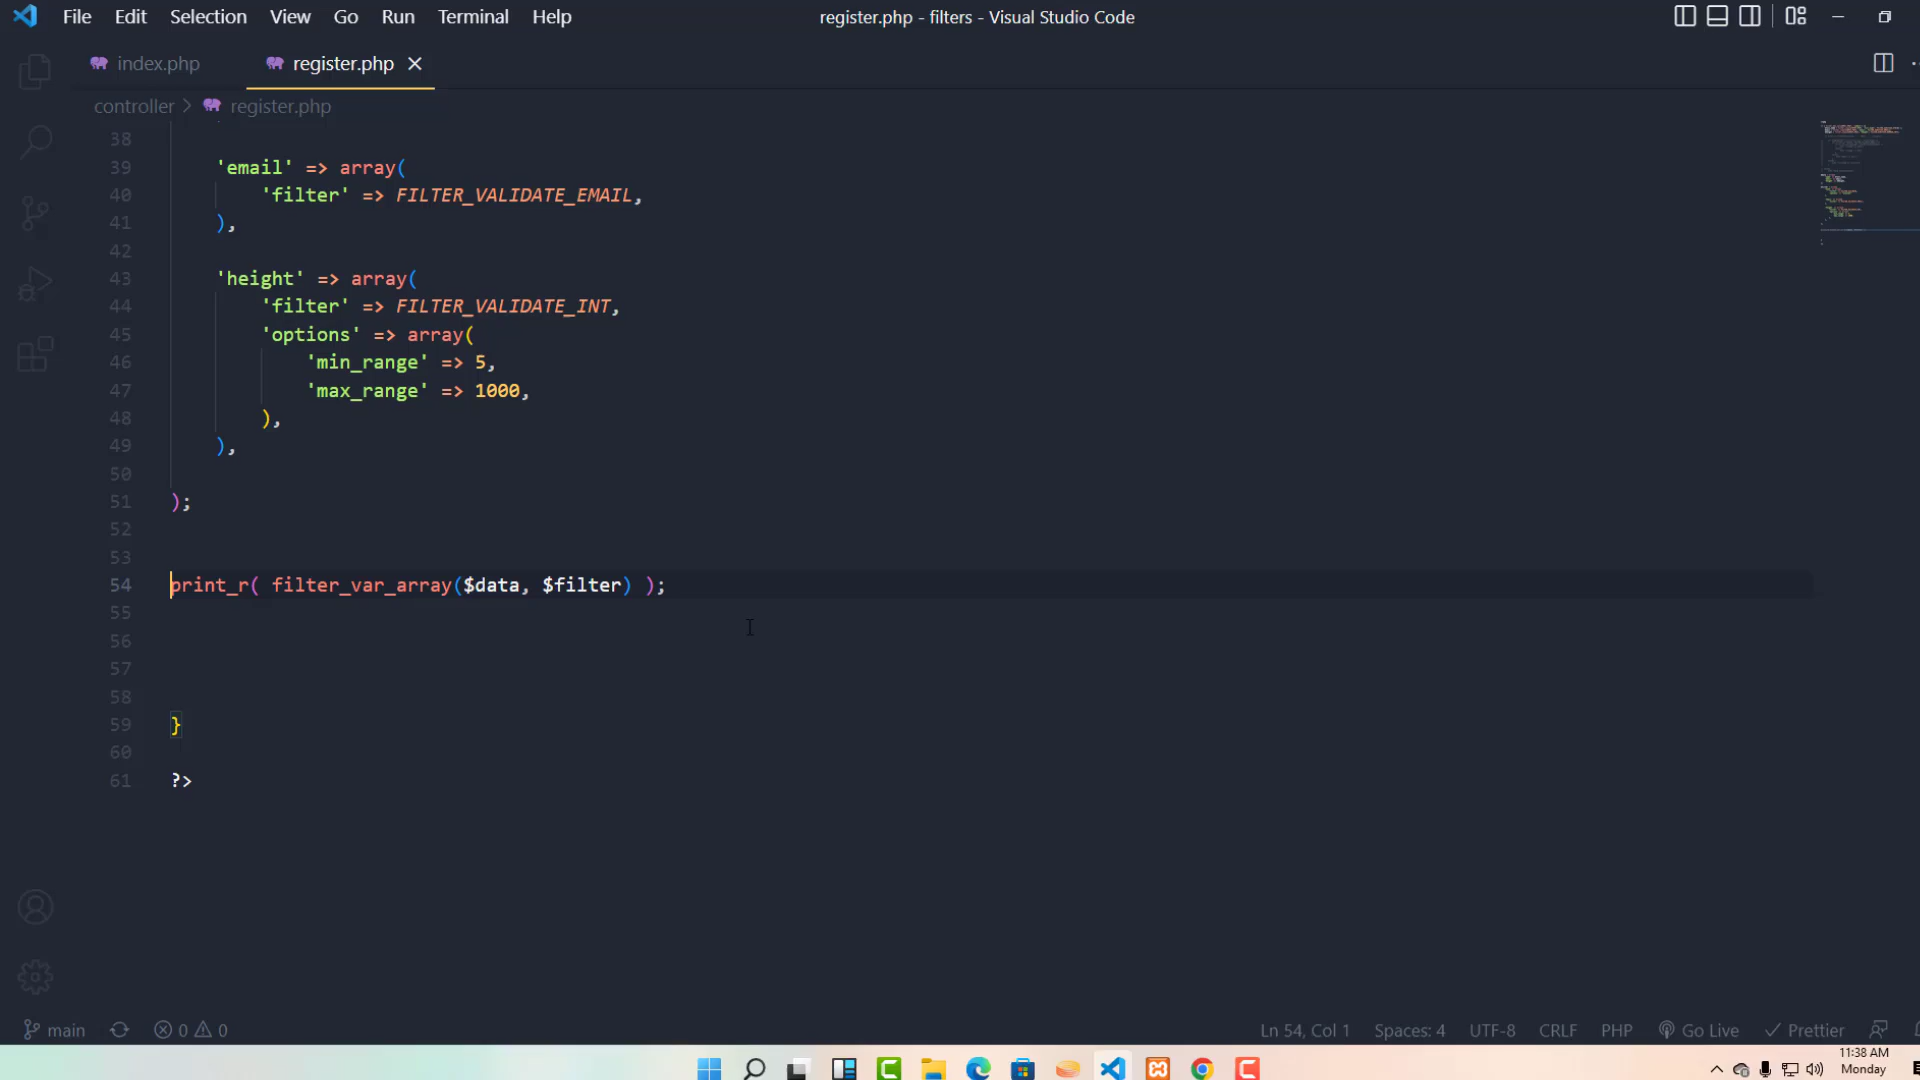 File Edit Selection View Go Run Terminal Help
register.php - filters - Visual Studio Code
index.php
register.php
controller > register.php
38
39 'email' => array(
40 'filter' => FILTER_VALIDATE_EMAIL,
41 ),
42
43 'height' => array(
44 'filter' => FILTER_VALIDATE_INT,
45 'options' => array(
46 'min_range' => 5,
47 'max_range' => 1000,
48 ),
49 ),
50
51 );
52
53
54 print_r( filter_var_array($data, $filter) );
55
56
57
58
59 }
60
61 ?>
main 0 0 Ln 54, Col 1 Spaces: 4 UTF-8 CRLF PHP Go Live Prettier
11:38 AM
Monday